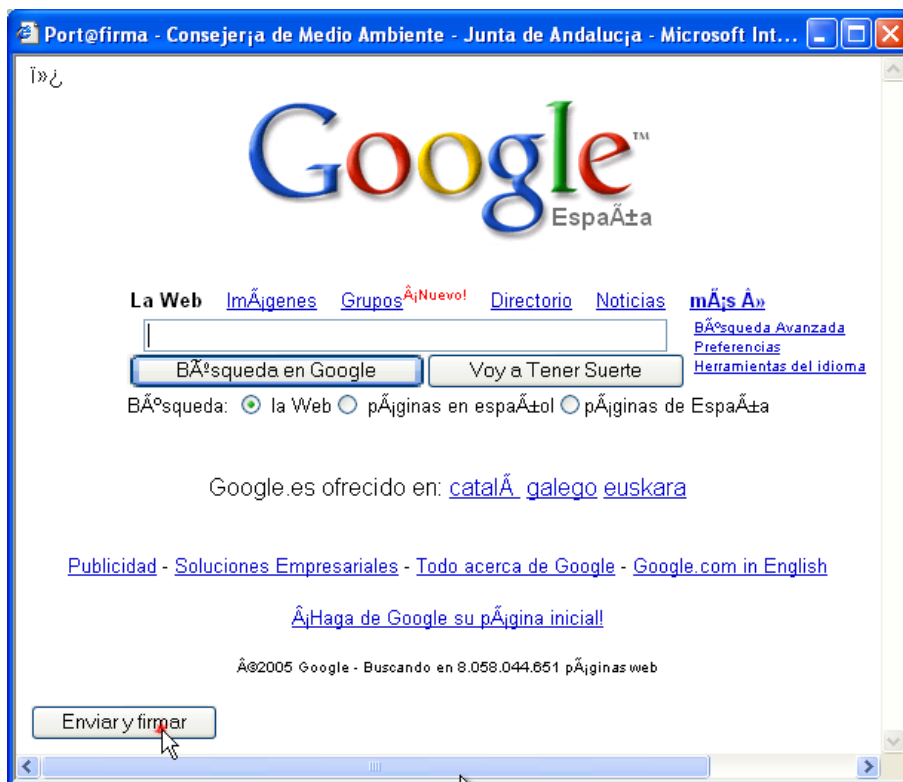 Port@firma - Consejer¡a de Medio Ambiente - Junta de Andaluc¡a - Microsoft Int...
ï»¿
Google™
EspaÃ±a
La Web ImÃ¡genes Grupos Â¡Nuevo! Directorio Noticias mÃ¡s Â»
BÃºsqueda Avanzada
Preferencias
Herramientas del idioma
BÃºsqueda en Google Voy a Tener Suerte
BÃºsqueda: la Web pÃ¡ginas en espaÃ±ol pÃ¡ginas de EspaÃ±a
Google.es ofrecido en: catalÃ  galego euskara
Publicidad - Soluciones Empresariales - Todo acerca de Google - Google.com in English
Â¡Haga de Google su pÃ¡gina inicial!
Â©2005 Google - Buscando en 8.058.044.651 pÃ¡ginas web
Enviar y firmar